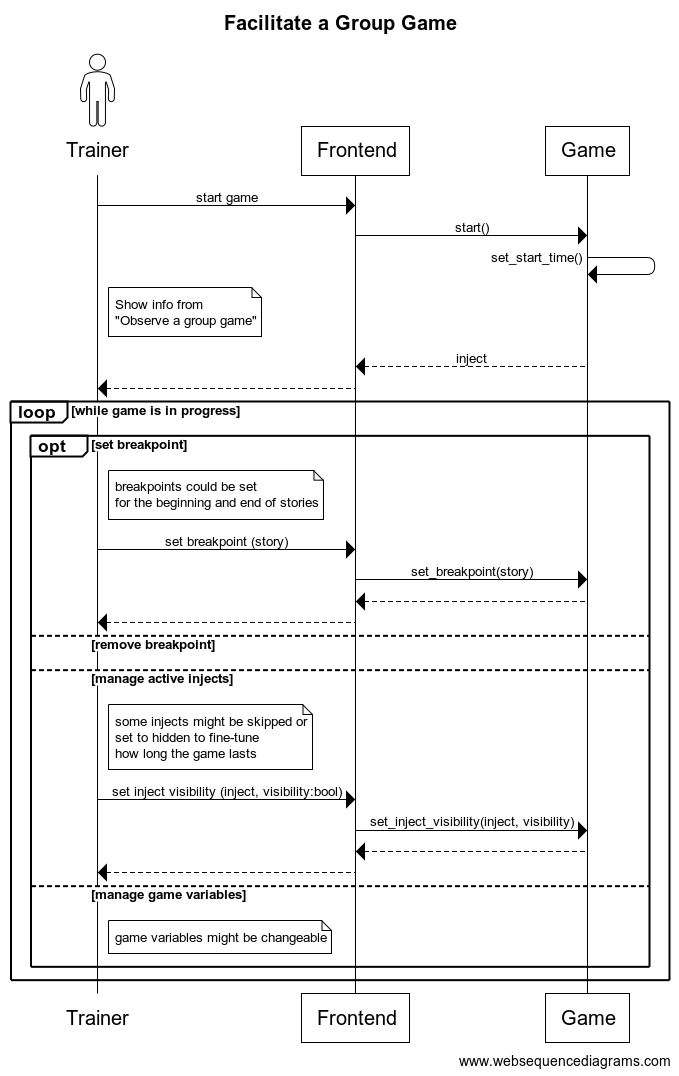 Facilitate a Group Game
Trainer
Frontend
Game
start game
start()
set_start_time()
Show info from
"Observe a group game"
inject
loop [while game is in progress]
opt [set breakpoint]
breakpoints could be set
for the beginning and end of stories
set breakpoint (story)
set_breakpoint(story)
[remove breakpoint]
[manage active injects]
some injects might be skipped or
set to hidden to fine-tune
how long the game lasts
set inject visibility (inject, visibility:bool)
set_inject_visibility(inject, visibility)
[manage game variables]
game variables might be changeable
Trainer
Frontend
Game
www.websequencediagrams.com